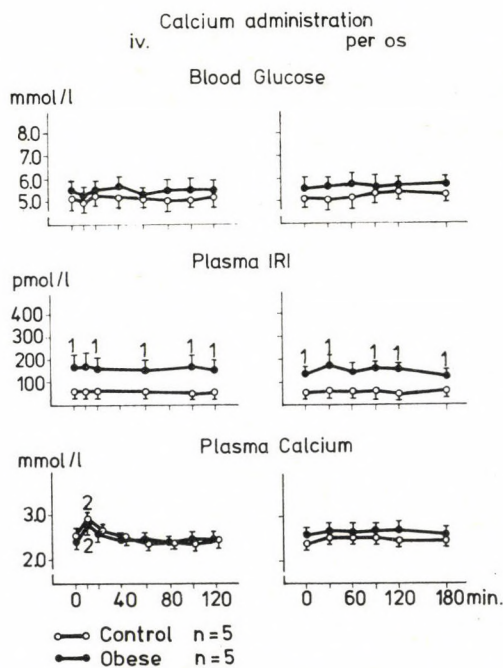 Calcium administration
iv. per os
Blood Glucose
mmol/l
8.0
7.0
6.0
5.0
Plasma IRI
pmol/l
400
300
200
100
1 1 1 1 1 1
1 1 1 1 1
Plasma Calcium
mmol/l
3.0
2.0
2
2
0 40 80 120 0 60 120 180 min.
Control n=5
Obese n=5